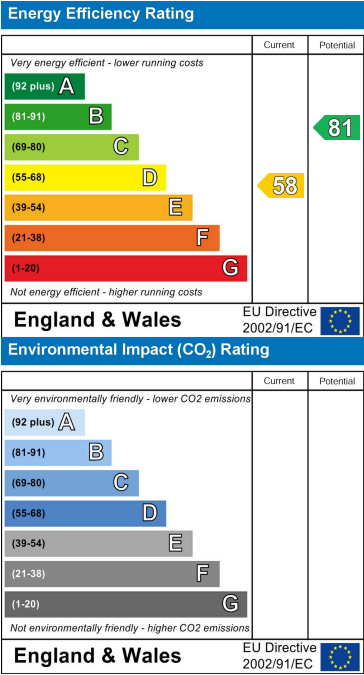 Energy Efficiency Rating
Current Potential
Very energy efficient - lower running costs
(92 plus) A
(81-91) B
81
(69-80) C
(55-68) D
58
(39-54) E
(21-38) F
(1-20) G
Not energy efficient - higher running costs
England & Wales
EU Directive
2002/91/EC
Environmental Impact (CO₂) Rating
Current Potential
Very environmentally friendly - lower CO2 emissions
(92 plus) A
(81-91) B
(69-80) C
(55-68) D
(39-54) E
(21-38) F
(1-20) G
Not environmentally friendly - higher CO2 emissions
England & Wales
EU Directive
2002/91/EC